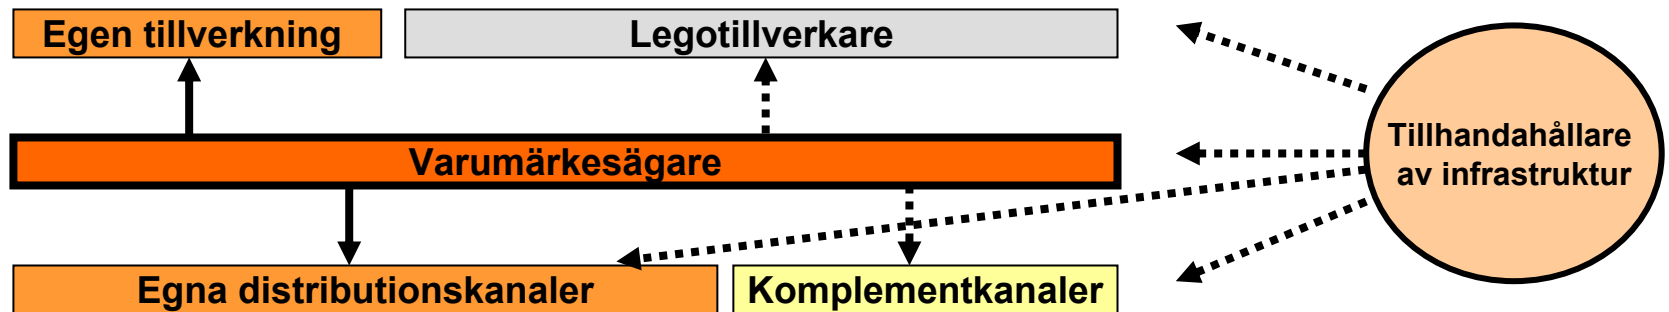 Egen tillverkning
Legotillverkare
Varumärkesägare
Tillhandahållare
av infrastruktur
Egna distributionskanaler
Komplementkanaler